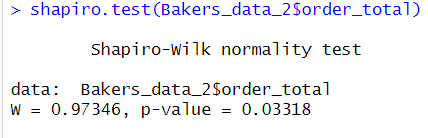 > shapiro.test(Bakers_data_2$order_total)
Shapiro-Wilk normality test
data:  Bakers_data_2$order_total
W = 0.97346, p-value = 0.03318